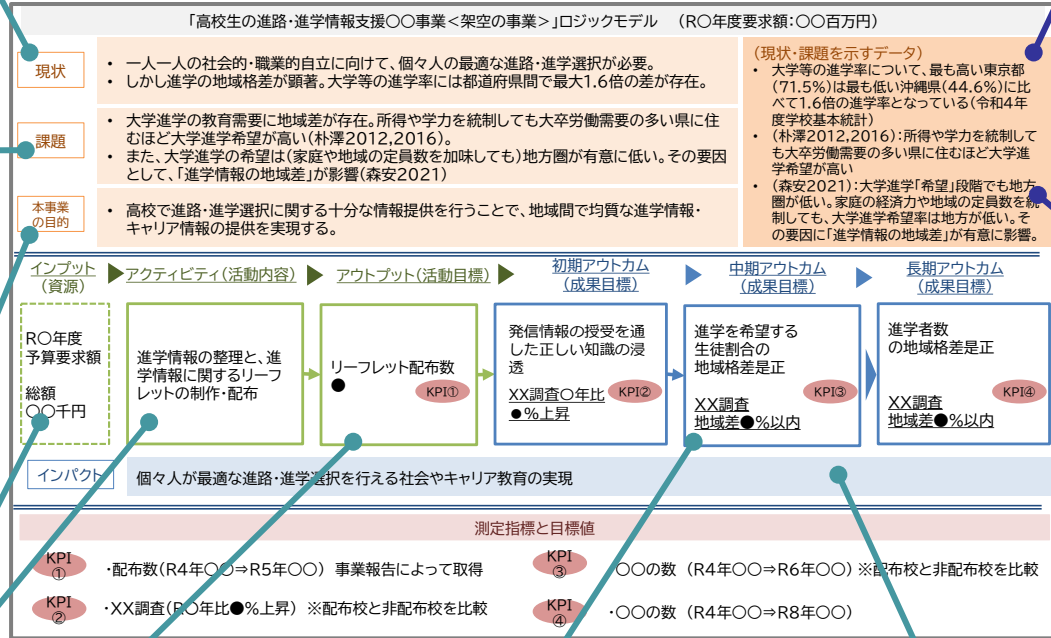 「高校生の進路・進学情報支援〇〇事業<架空の事業>」ロジックモデル （R〇年度要求額：〇〇百万円）
現状
• 一人一人の社会的・職業的自立に向けて、個々人の最適な進路・進学選択が必要。
• しかし進学の地域格差が顕著。大学等の進学率には都道府県間で最大1.6倍の差が存在。
課題
• 大学進学の教育需要に地域差が存在。所得や学力を統制しても大卒労働需要の多い県に住
むほど大学進学希望が高い(朴澤2012,2016)。
• また、大学進学の希望は(家庭や地域の定員数を加味しても)地方圏が有意に低い。その要因
として、「進学情報の地域差」が影響(森安2021)
本事業
の目的
• 高校で進路・進学選択に関する十分な情報提供を行うことで、地域間で均質な進学情報・
キャリア情報の提供を実現する。
(現状・課題を示すデータ)
• 大学等の進学率について、最も高い東京都
(71.5%)は最も低い沖縄県(44.6%)に比
べて1.6倍の進学率となっている(令和4年
度学校基本統計)
• (朴澤2012,2016):所得や学力を統制して
も大卒労働需要の多い県に住むほど大学進
学希望が高い
• (森安2021):大学進学「希望」段階でも地方
圏が低い。家庭の経済力や地域の定員数を統
制しても、大学進学希望率は地方が低い。そ
の要因に「進学情報の地域差」が有意に影響。
インプット
(資源)
アクティビティ(活動内容)
アウトプット(活動目標)
初期アウトカム
(成果目標)
中期アウトカム
(成果目標)
長期アウトカム
(成果目標)
R〇年度
予算要求額
総額
〇〇千円
進学情報の整理と、進
学情報に関するリーフ
レットの制作・配布
リーフレット配布数
●
KPI①
発信情報の授受を通
した正しい知識の浸
透
XX調査〇年比
●%上昇
KPI②
進学を希望する
生徒割合の
地域格差是正
KPI③
XX調査
地域差●%以内
進学者数
の地域格差是正
KPI④
XX調査
地域差●%以内
インパクト
個々人が最適な進路・進学選択を行える社会やキャリア教育の実現
測定指標と目標値
KPI
①
・配布数(R4年〇〇⇒R5年〇〇) 事業報告によって取得
KPI
②
・XX調査(R〇年比●%上昇) ※配布校と非配布校を比較
KPI
③
・〇〇の数 (R4年〇〇⇒R6年〇〇) ※配布校と非配布校を比較
KPI
④
・〇〇の数 (R4年〇〇⇒R8年〇〇)